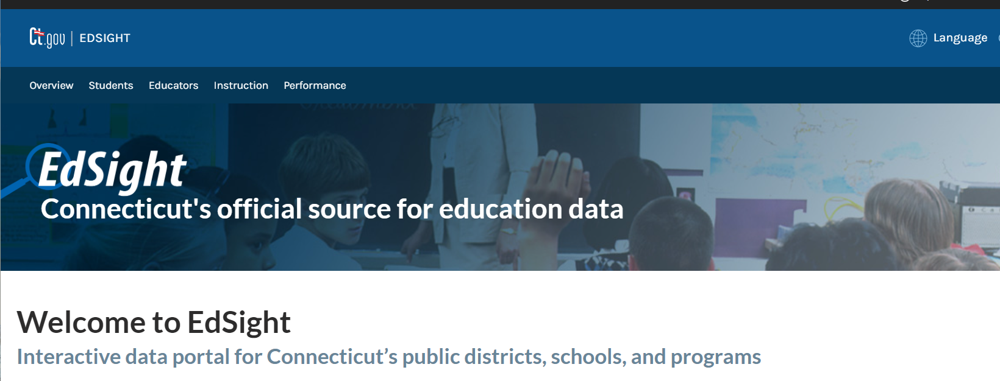 Ct.gov | EDSIGHT
Language
Overview Students Educators Instruction Performance
EdSight
Connecticut's official source for education data
Welcome to EdSight
Interactive data portal for Connecticut’s public districts, schools, and programs